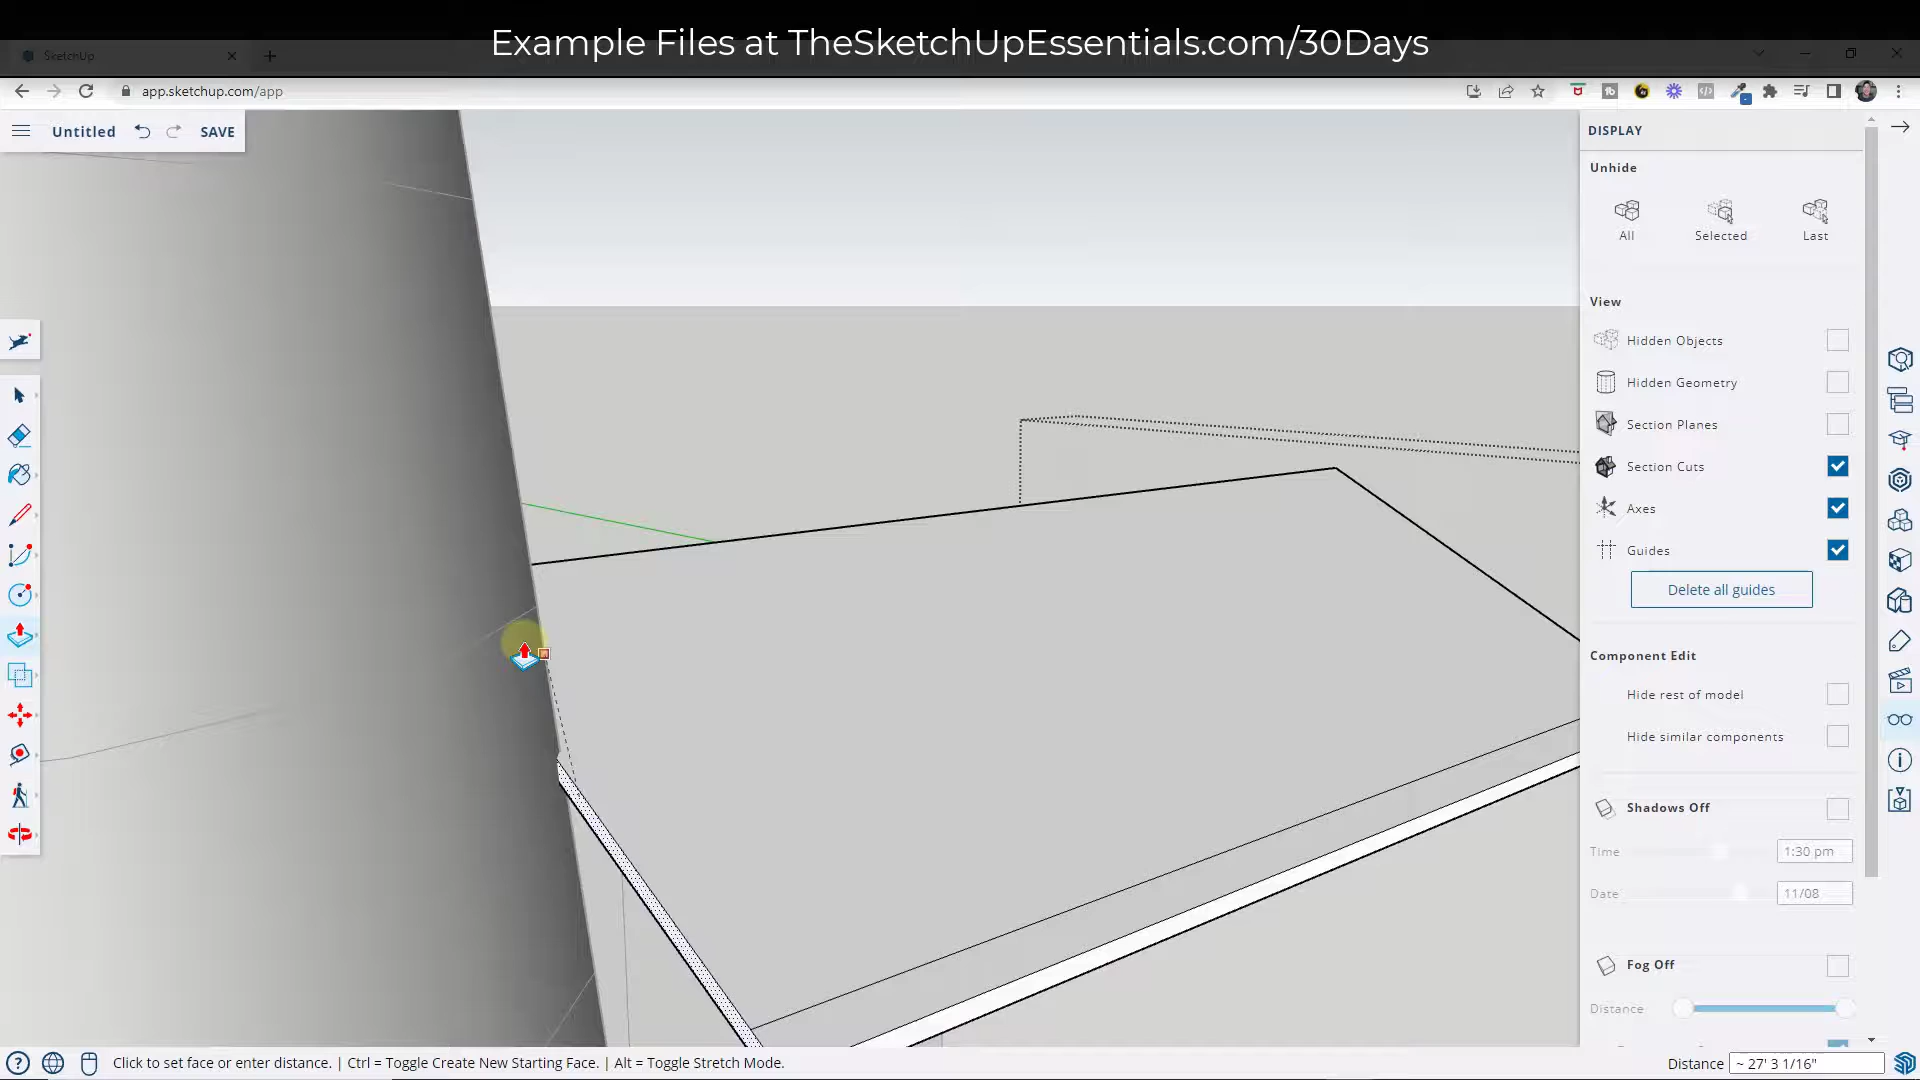 Example Files at TheSketchUpEssentials.com/30Days
SketchUp
app.sketchup.com/app
Untitled
SAVE
DISPLAY
Unhide
All
Selected
Last
View
Hidden Objects
Hidden Geometry
Section Planes
Section Cuts
Axes
Guides
Delete all guides
Component Edit
Hide rest of model
Hide similar components
Shadows Off
Time
1:30 pm
Date
11/08
Fog Off
Distance
Click to set face or enter distance. | Ctrl = Toggle Create New Starting Face. | Alt = Toggle Stretch Mode.
Distance
~ 27' 3 1/16"